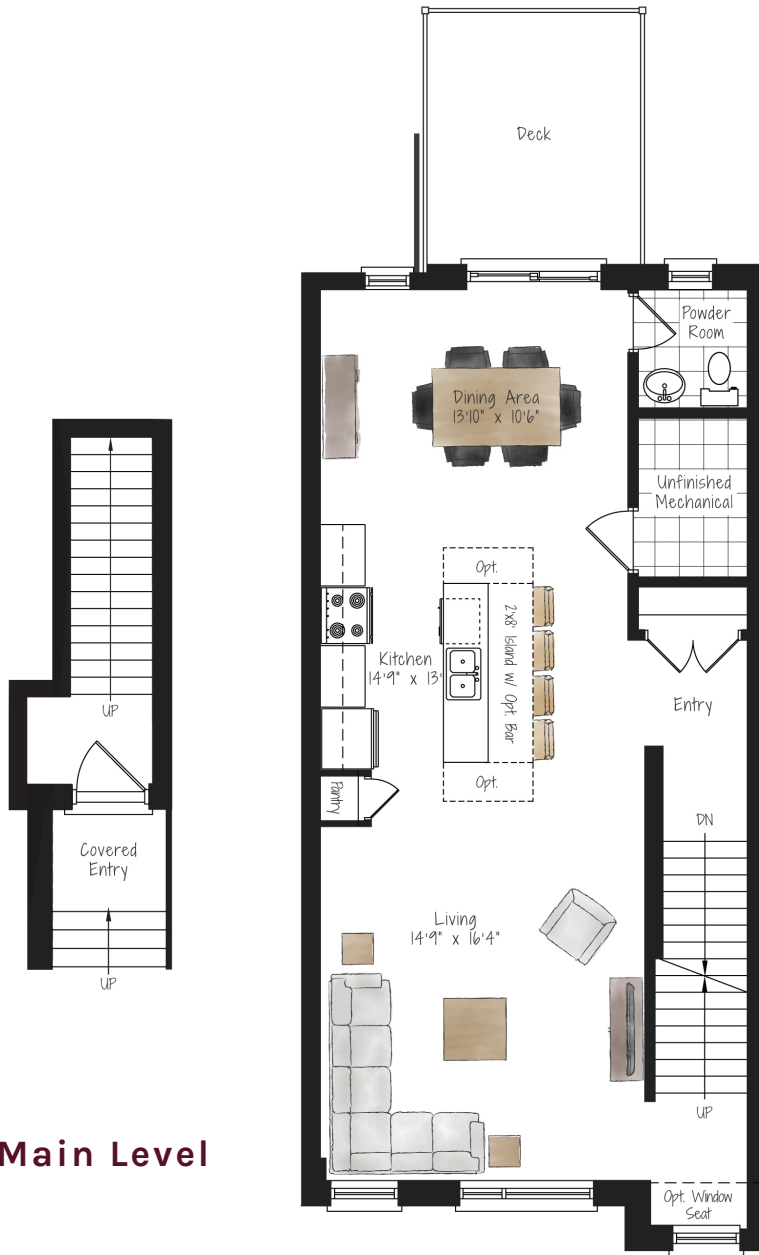 Deck
Powder
Room
Dining Area
13'10" x 10'6"
Unfinished
Mechanical
Opt.
2'x8' Island w/ Opt. Bar
Kitchen
14'9" x 13'
Entry
UP
Opt.
Pantry
DN
Covered
Entry
Living
14'9" x 16'4"
UP
UP
Main Level
Opt. Window
Seat